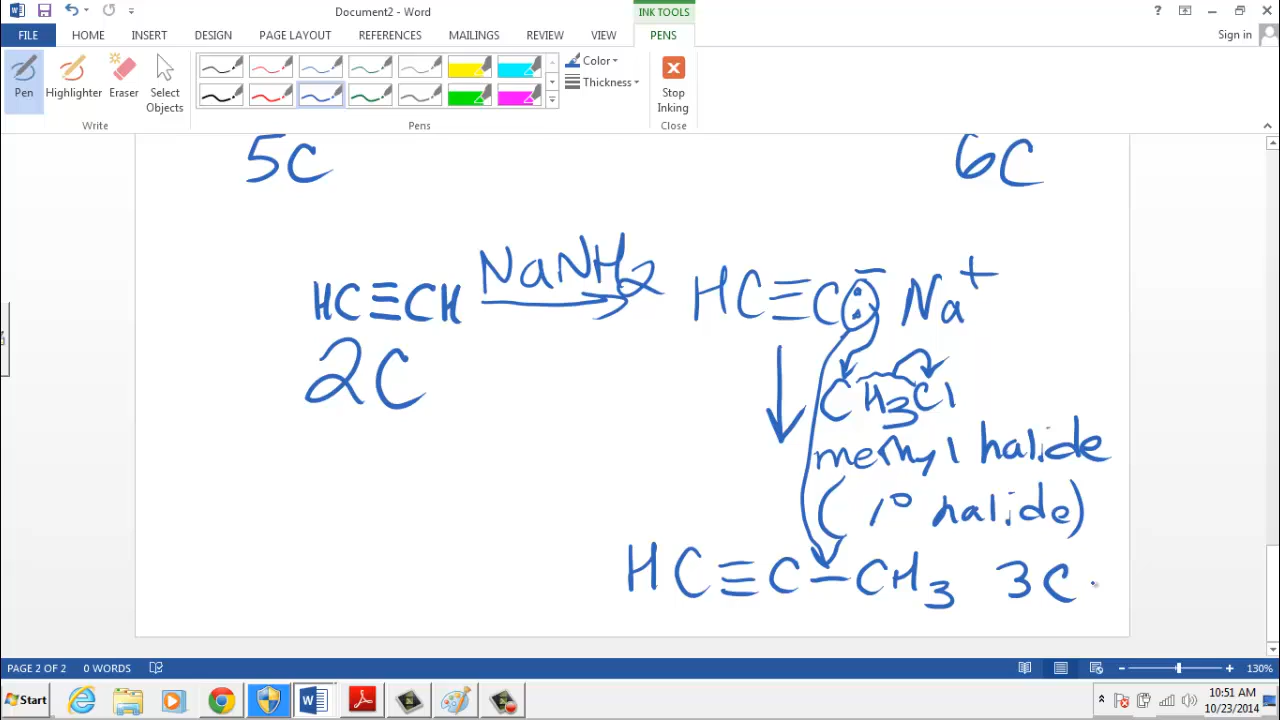 Document2 - Word
INK TOOLS
?
FILE HOME INSERT DESIGN PAGE LAYOUT REFERENCES MAILINGS REVIEW VIEW PENS Sign in
Color
Thickness
Pen Highlighter Eraser Select Objects
Stop Inking
Write Pens Close
5C 6C
HC≡CH NaNH2 HC≡C:⁻ Na+
2C
CH3Cl
methyl halide
(1° halide)
HC≡C-CH3 3C
PAGE 2 OF 2 0 WORDS 130%
Start 10:51 AM
10/23/2014